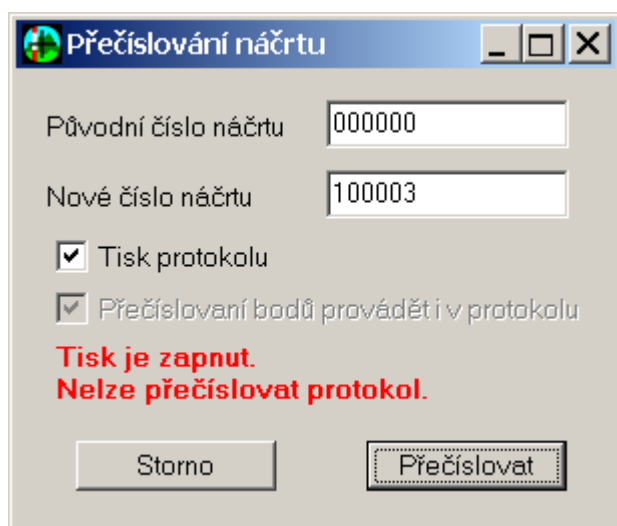 Přečíslování náčrtu
Původní číslo náčrtu 000000
Nové číslo náčrtu 100003
Tisk protokolu
Přečíslovaní bodů provádět i v protokolu
Tisk je zapnut.
Nelze přečíslovat protokol.
Storno Přečíslovat